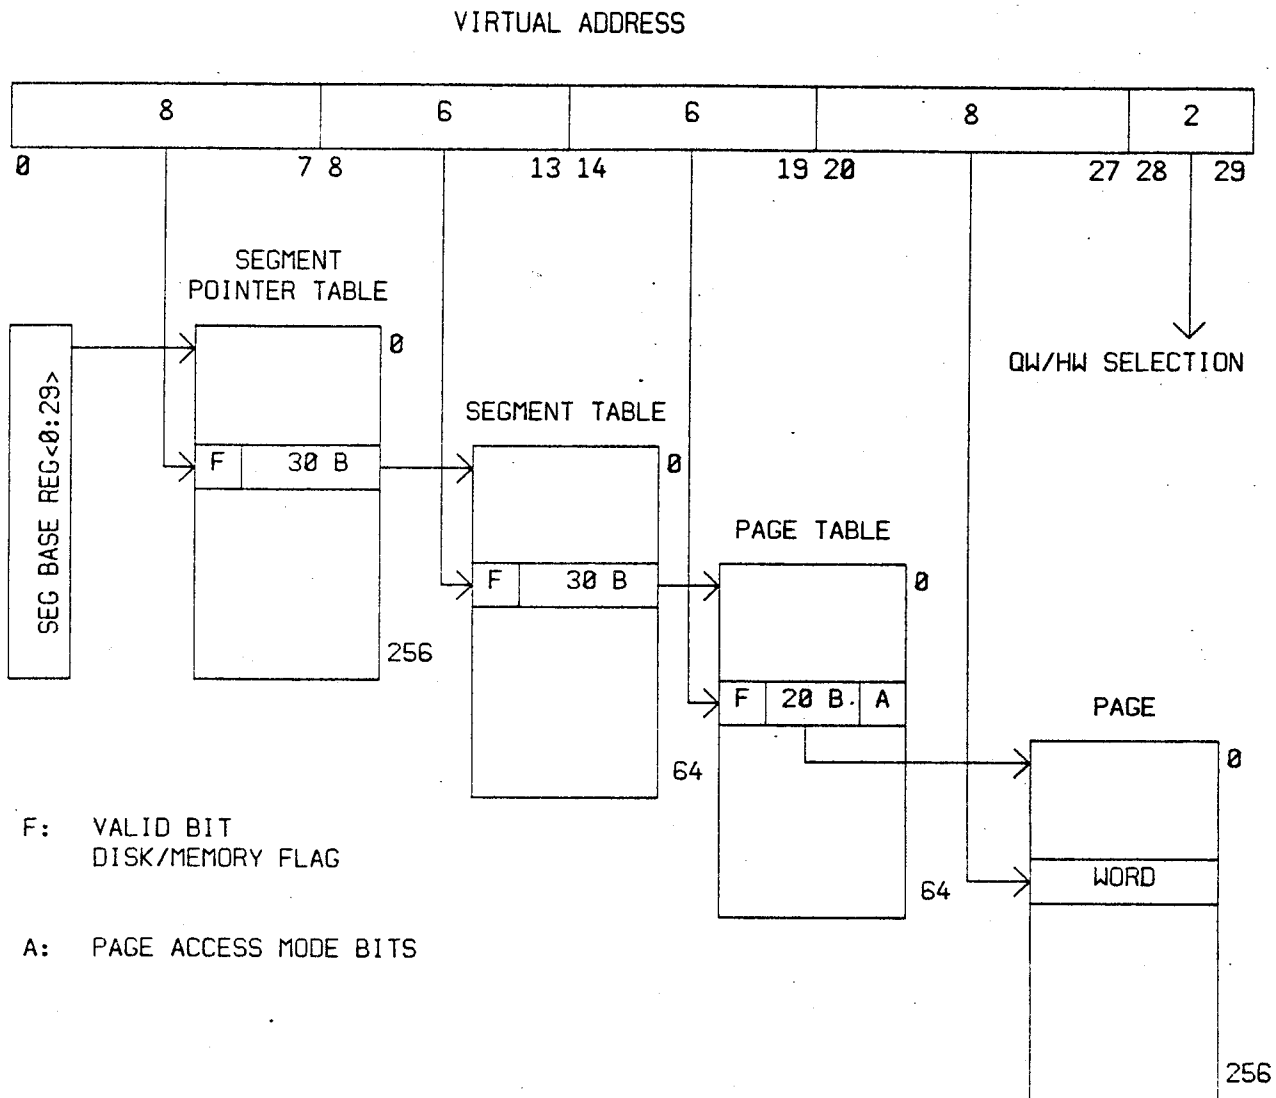 VIRTUAL ADDRESS
8 6 6 8 2
0 7 8 13 14 19 20 27 28 29
SEGMENT
POINTER TABLE
0
QW/HW SELECTION
SEG BASE REG<0:29>
SEGMENT TABLE
F 30 B
0
PAGE TABLE
F 30 B
0
256
F 20 B. A
PAGE
64
0
F: VALID BIT
DISK/MEMORY FLAG
64
WORD
A: PAGE ACCESS MODE BITS
256